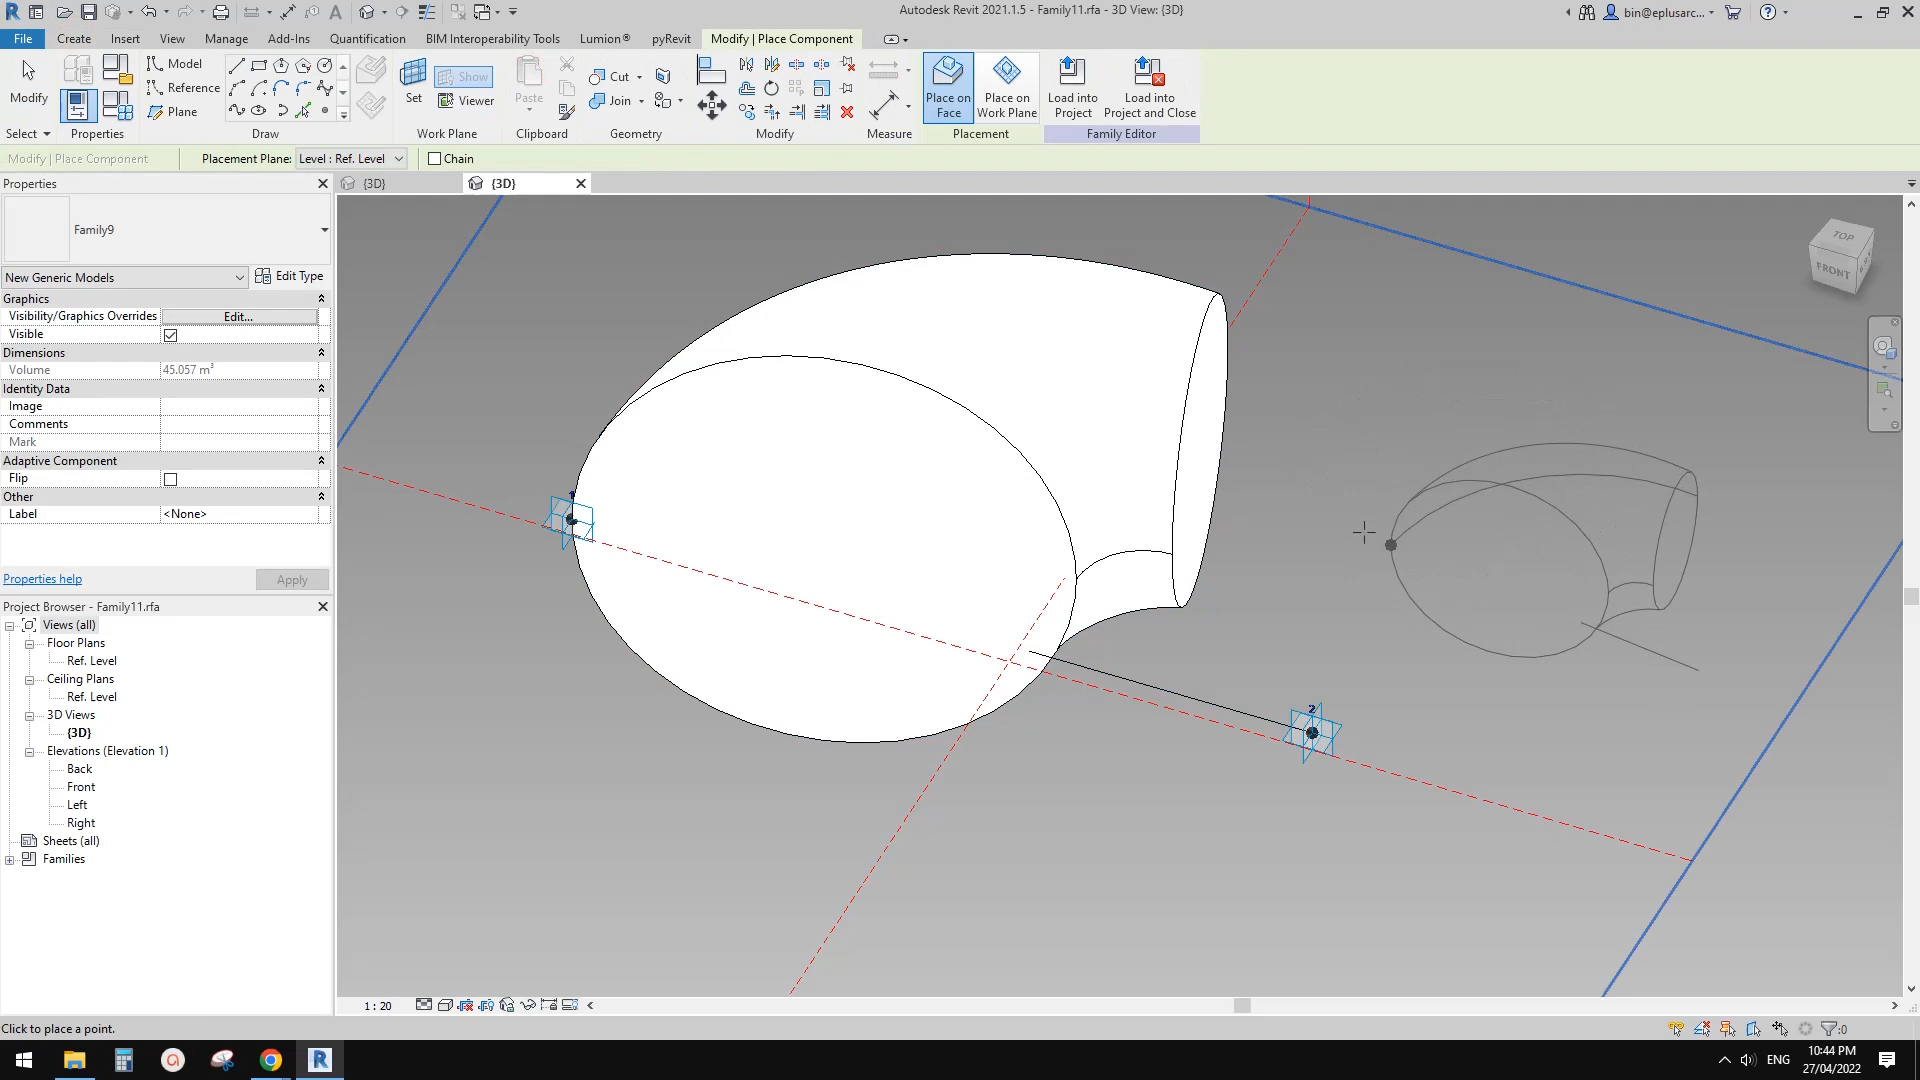 Autodesk Revit 2021.1.5 - Family11.rfa - 3D View: {3D}
bin@eplusarc...
File
Create
Insert
View
Manage
Add-Ins
Quantification
BIM Interoperability Tools
Lumion®
pyRevit
Modify | Place Component
Modify
Model
Reference
Plane
Set
Show
Viewer
Paste
Cut
Join
Place on
Face
Place on
Work Plane
Load into
Project
Load into
Project and Close
Select
Properties
Draw
Work Plane
Clipboard
Geometry
Modify
Measure
Placement
Family Editor
Modify | Place Component
Placement Plane:
Level : Ref. Level
Chain
Properties
{3D}
{3D}
Family9
New Generic Models
Edit Type
Graphics
Visibility/Graphics Overrides
Edit...
Visible
Dimensions
Volume
45.057 m³
Identity Data
Image
Comments
Mark
Adaptive Component
Flip
Other
Label
<None>
Properties help
Apply
Project Browser - Family11.rfa
Views (all)
Floor Plans
Ref. Level
Ceiling Plans
Ref. Level
3D Views
{3D}
Elevations (Elevation 1)
Back
Front
Left
Right
Sheets (all)
Families
TOP
FRONT
1
2
1 : 20
Click to place a point.
:0
ENG
10:44 PM
27/04/2022